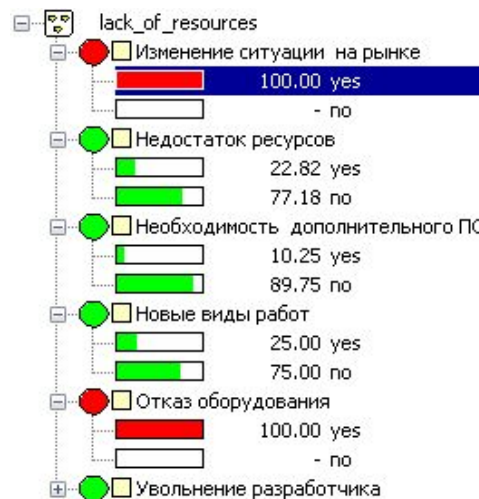 lack_of_resources
Изменение ситуации на рынке
100.00 yes
- no
Недостаток ресурсов
22.82 yes
77.18 no
Необходимость дополнительного ПО
10.25 yes
89.75 no
Новые виды работ
25.00 yes
75.00 no
Отказ оборудования
100.00 yes
- no
Увольнение разработчика